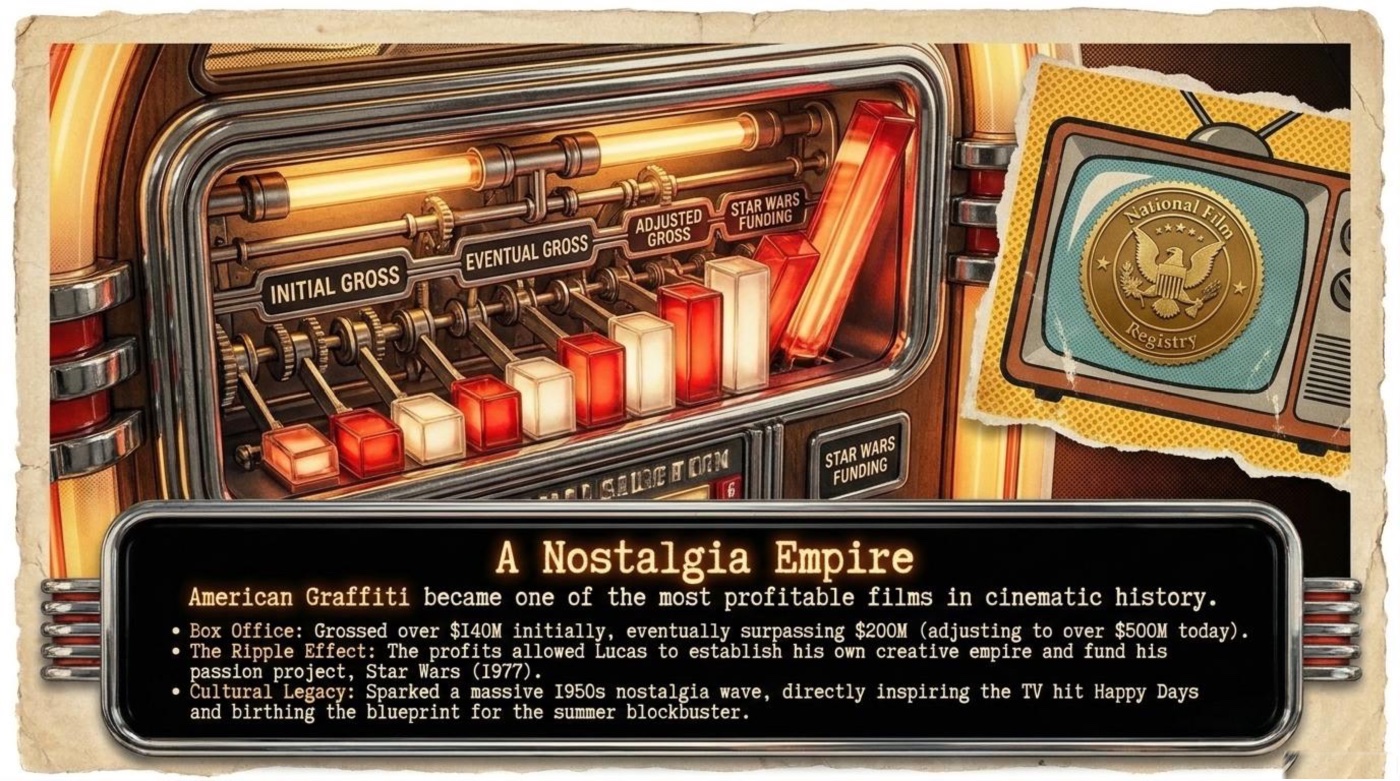 INITIAL GROSS
EVENTUAL GROSS
ADJUSTED
GROSS
STAR WARS
FUNDING
National Film
Registry
STAR WARS
FUNDING
6
A Nostalgia Empire
American Graffiti became one of the most profitable films in cinematic history.
• Box Office: Grossed over $140M initially, eventually surpassing $200M (adjusting to over $500M today).
• The Ripple Effect: The profits allowed Lucas to establish his own creative empire and fund his
passion project, Star Wars (1977).
• Cultural Legacy: Sparked a massive 1950s nostalgia wave, directly inspiring the TV hit Happy Days
and birthing the blueprint for the summer blockbuster.